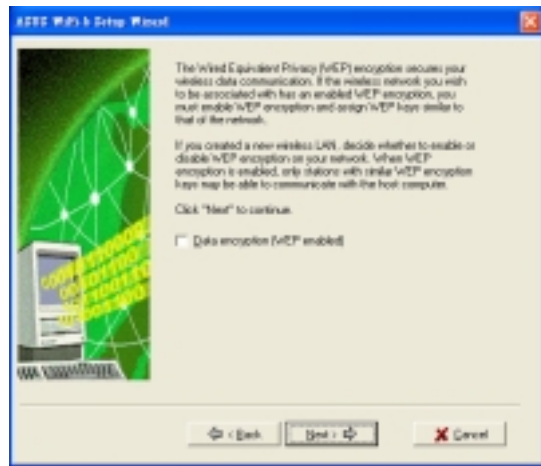 ASUS WiFi-b Setup Wizard
The Wired Equivalent Privacy (WEP) encryption secures your
wireless data communication. If the wireless network you wish
to be associated with has an enabled WEP encryption, you
must enable WEP encryption and assign WEP keys similar to
that of the network.
If you created a new wireless LAN, decide whether to enable or
disable WEP encryption on your network. When WEP
encryption is enabled, only stations with similar WEP encryption
keys may be able to communicate with the host computer.
Click "Next" to continue.
Data encryption (WEP enabled)
< Back
Next >
Cancel